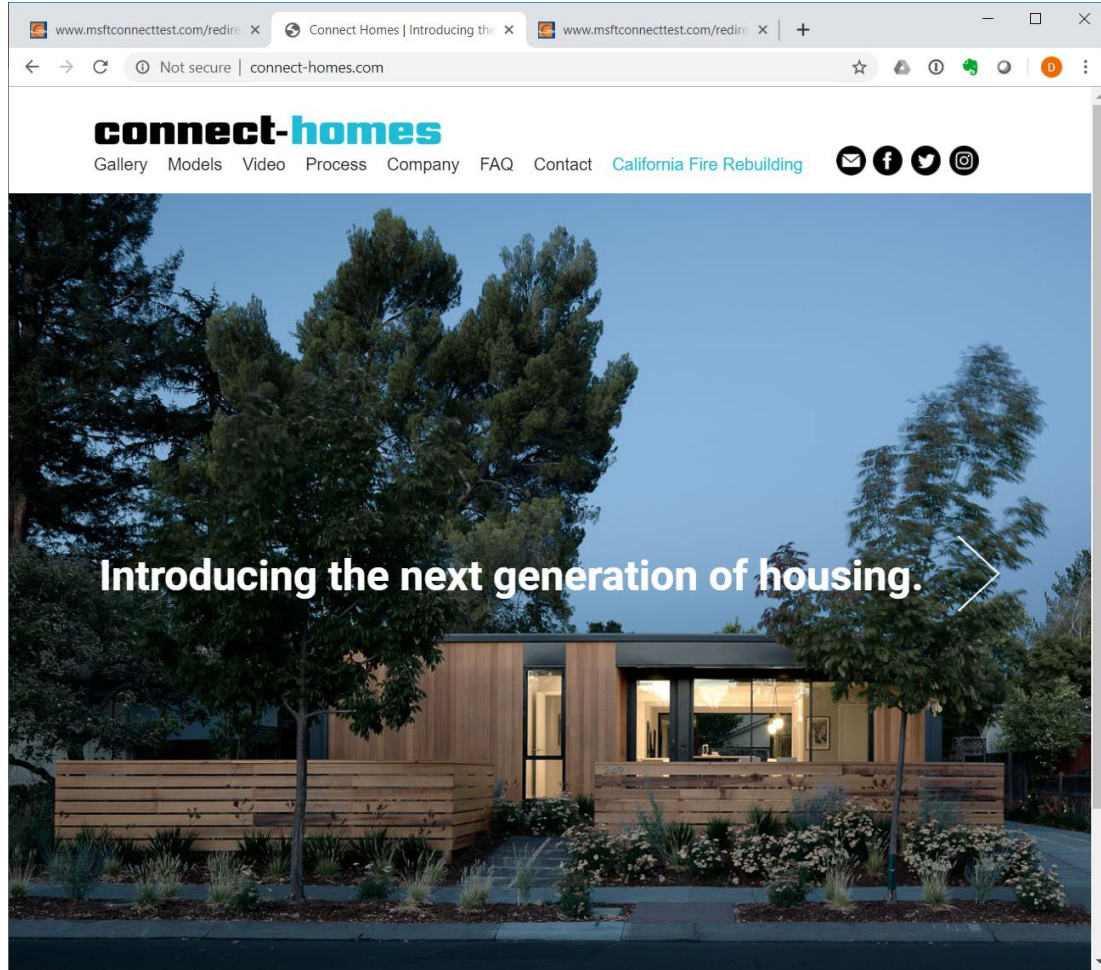 www.msftconnecttest.com/redire
Connect Homes | Introducing the
www.msftconnecttest.com/redire
Not secure | connect-homes.com
D
connect-homes
Gallery Models Video Process Company FAQ Contact California Fire Rebuilding
Introducing the next generation of housing.